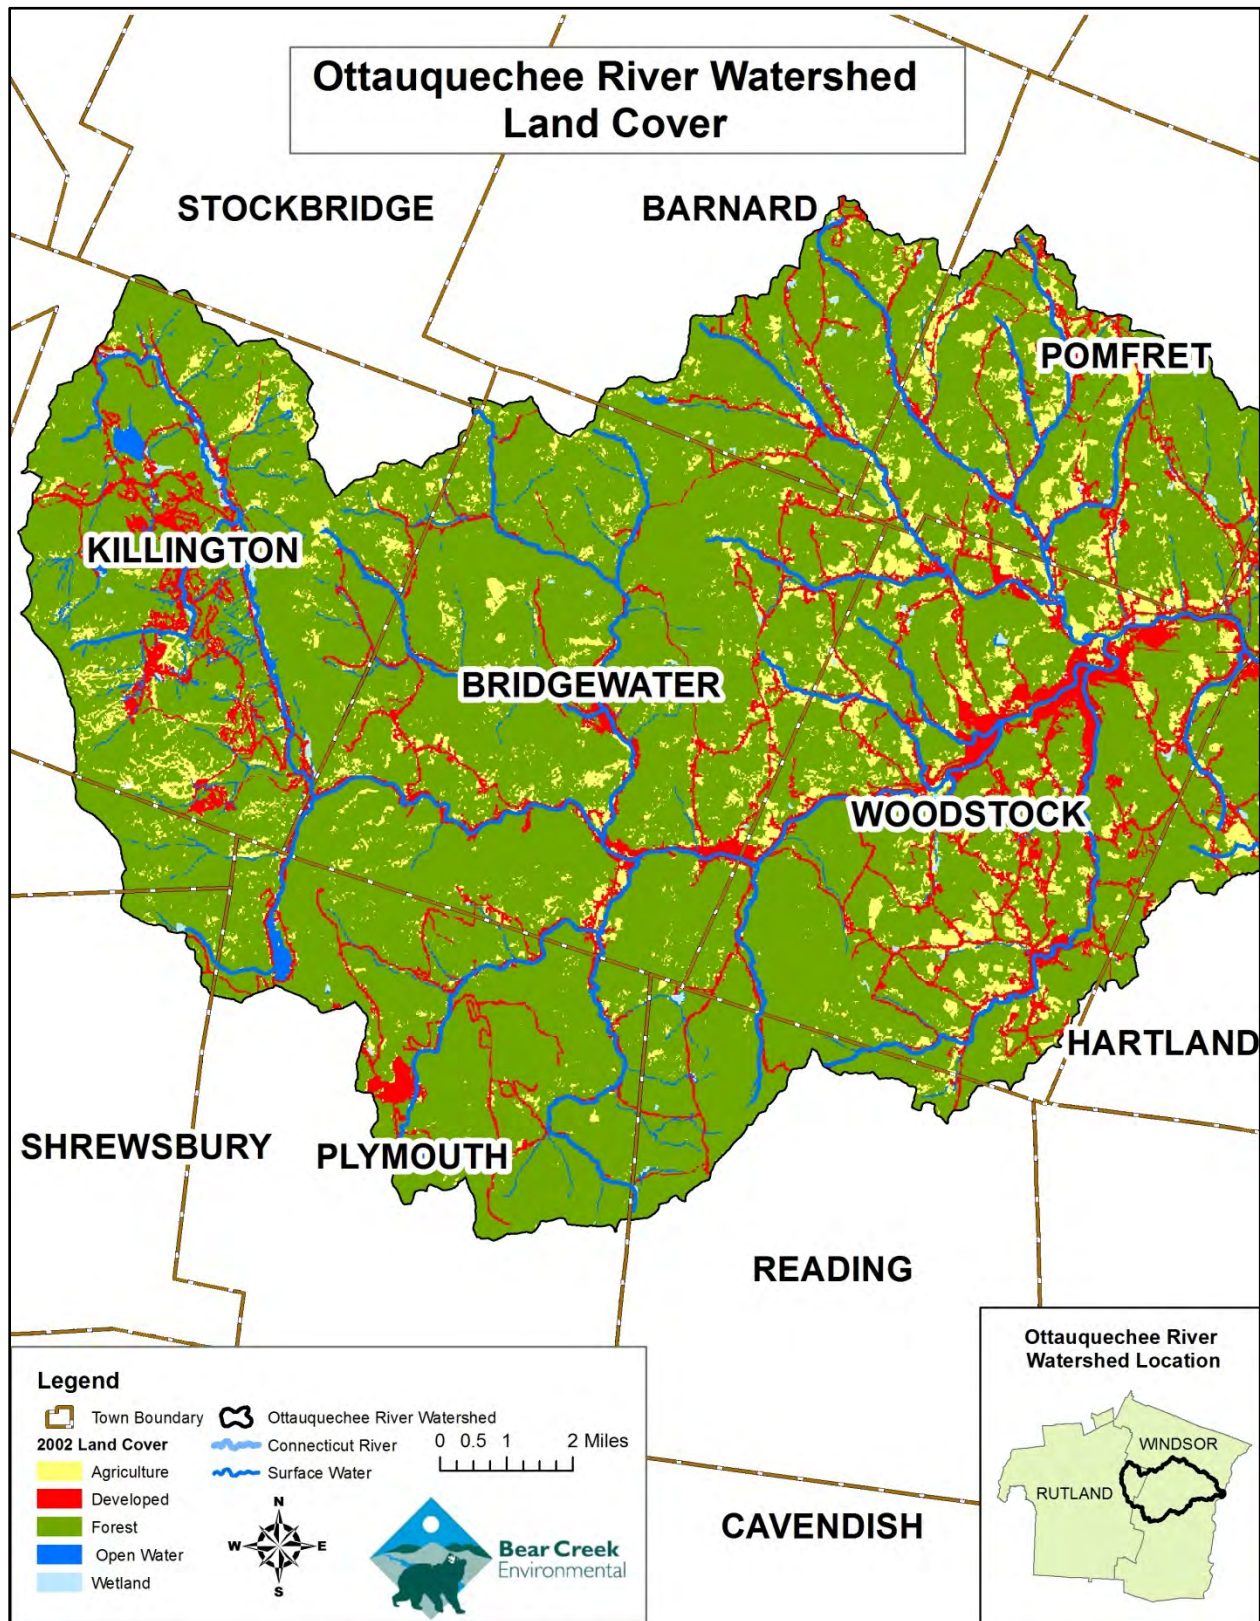 Ottauquechee River Watershed
Land Cover
STOCKBRIDGE
BARNARD
POMFRET
KILLINGTON
BRIDGEWATER
WOODSTOCK
HARTLAND
SHREWSBURY
PLYMOUTH
READING
CAVENDISH
Legend
Town Boundary
Ottauquechee River Watershed
2002 Land Cover
Connecticut River
Surface Water
Agriculture
Developed
Forest
Open Water
Wetland
0 0.5 1 2 Miles
N
W E
S
Bear Creek
Environmental
Ottauquechee River
Watershed Location
WINDSOR
RUTLAND